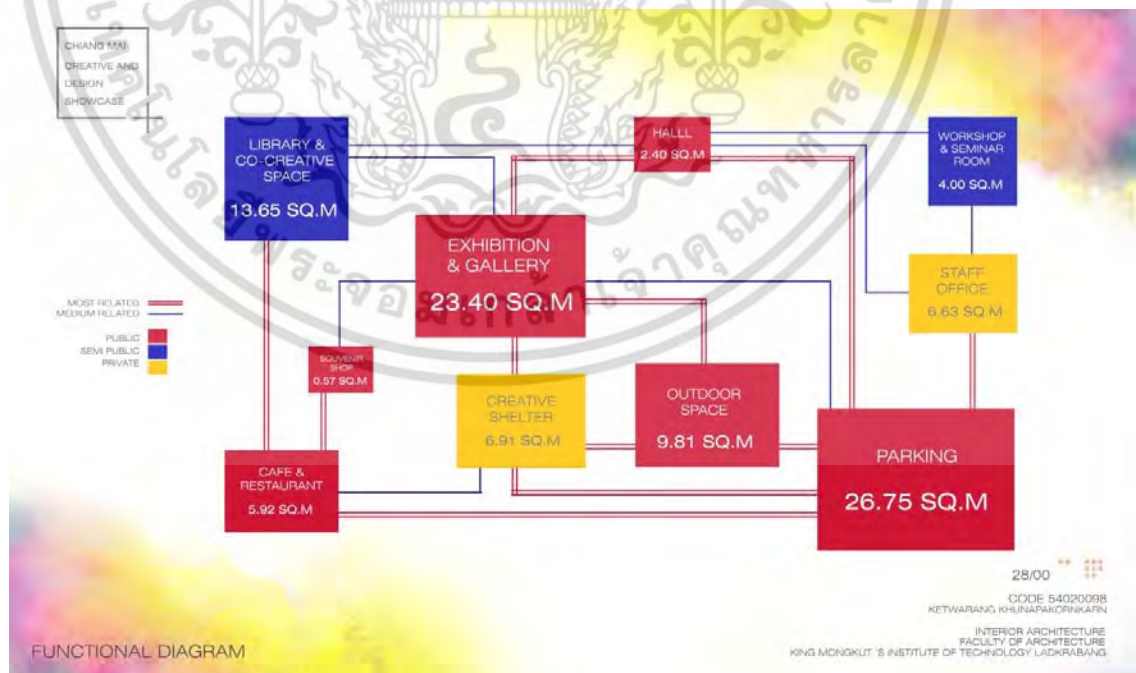 CHIANG MAI
CREATIVE AND
DESIGN
SHOWCASE
LIBRARY &
CO-CREATIVE
SPACE
13.65 SQ.M
HALLL
2.40 SQ.M
WORKSHOP
& SEMINAR
ROOM
4.00 SQ.M
EXHIBITION
& GALLERY
23.40 SQ.M
STAFF
OFFICE
6.63 SQ.M
MOST RELATED
MEDIUM RELATED
PUBLIC
SEMI PUBLIC
PRIVATE
SOUVENIR
SHOP
0.57 SQ.M
CREATIVE
SHELTER
6.91 SQ.M
OUTDOOR
SPACE
9.81 SQ.M
PARKING
26.75 SQ.M
CAFE &
RESTAURANT
5.92 SQ.M
28/00
CODE 54020098
KETWARANG KHUNAPAKORNKARN
INTERIOR ARCHITECTURE
FACULTY OF ARCHITECTURE
KING MONGKUT 'S INSTITUTE OF TECHNOLOGY LADKRABANG
FUNCTIONAL DIAGRAM